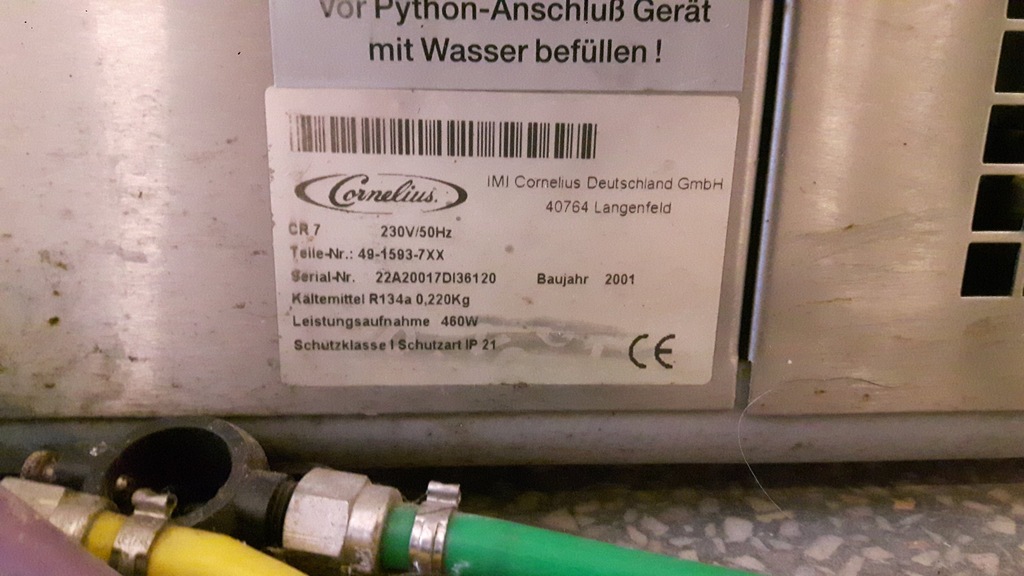 Vor Python-Anschluß Gerät
mit Wasser befüllen !
Cornelius.
IMI Cornelius Deutschland GmbH
40764 Langenfeld
CR 7 230V/50Hz
Teile-Nr.: 49-1593-7XX
Serial-Nr. 22A20017DI36120 Baujahr 2001
Kältemittel R134a 0,220Kg
Leistungsaufnahme 460W
Schutzklasse I Schutzart IP 21
CE